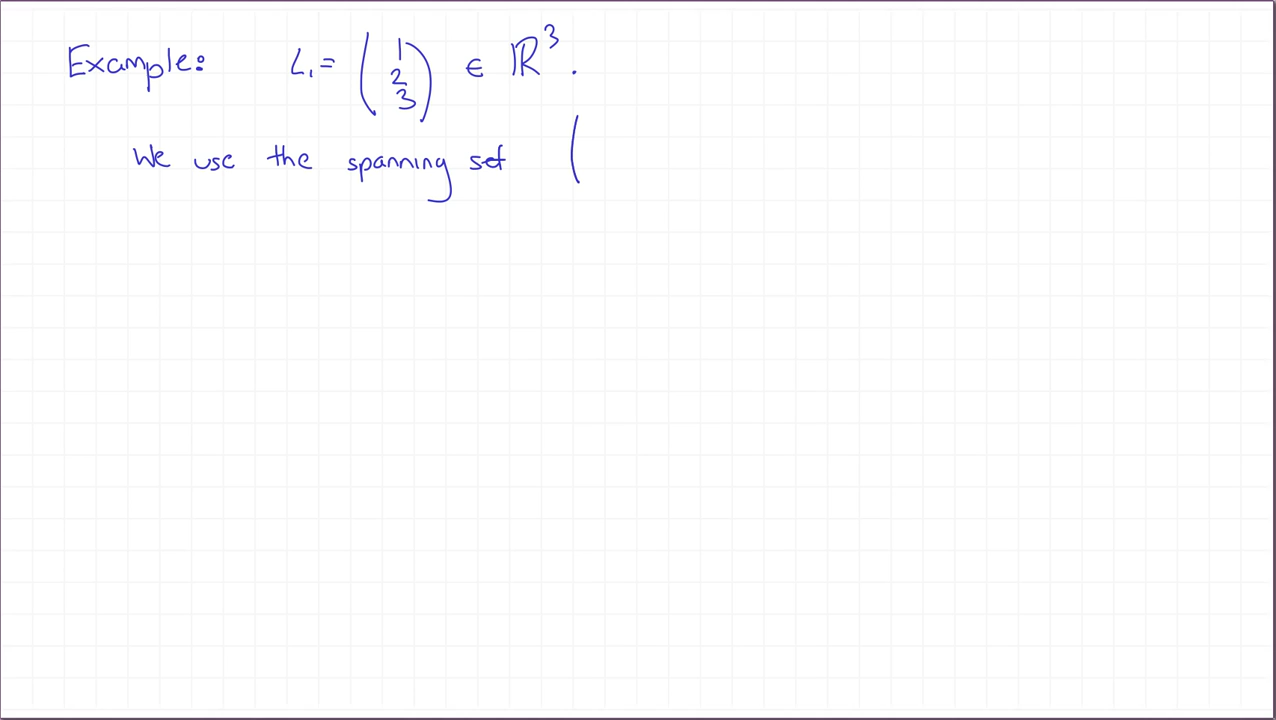 Example: L₁ = (1 2 3) ∈ ℝ³.
We use the spanning set (